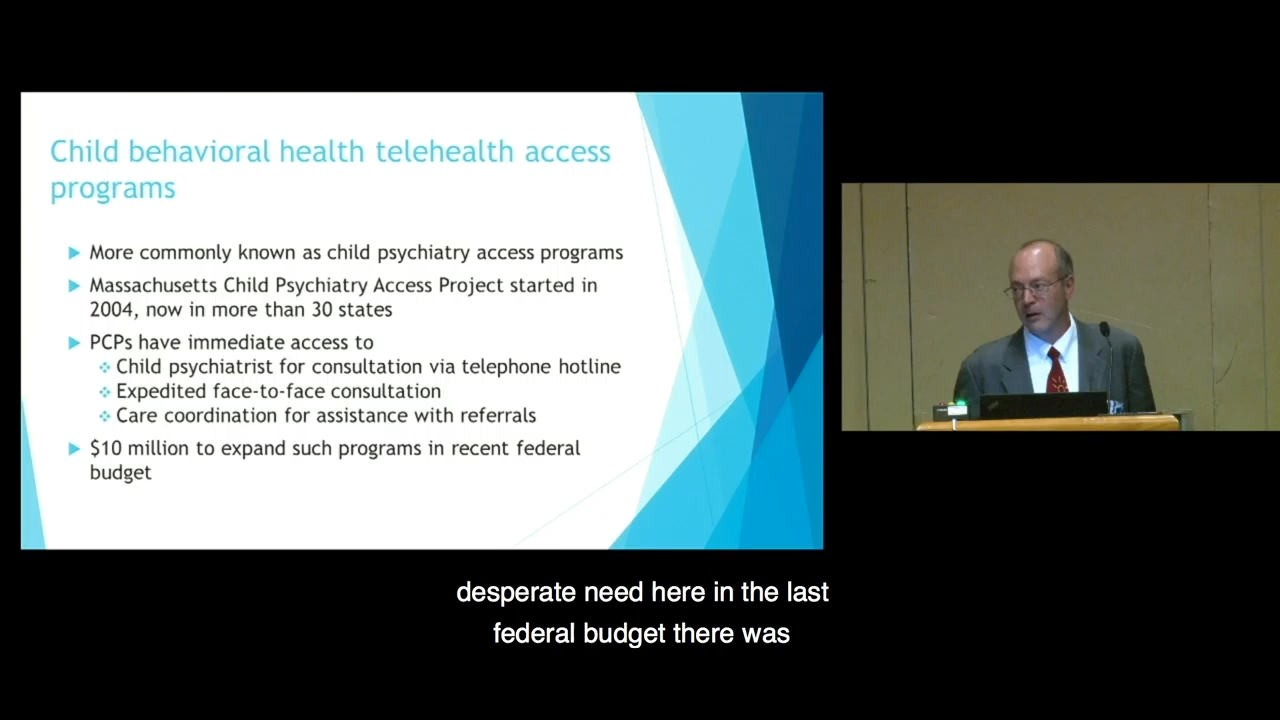 Child behavioral health telehealth access
programs
More commonly known as child psychiatry access programs
Massachusetts Child Psychiatry Access Project started in
2004, now in more than 30 states
PCPs have immediate access to
Child psychiatrist for consultation via telephone hotline
Expedited face-to-face consultation
Care coordination for assistance with referrals
$10 million to expand such programs in recent federal
budget
desperate need here in the last
federal budget there was